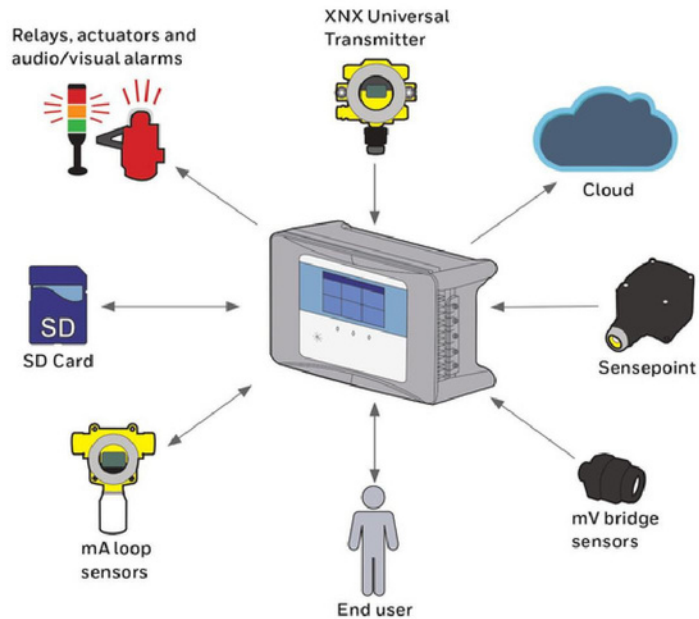 XNX Universal
Transmitter
Relays, actuators and
audio/visual alarms
Cloud
SD
SD Card
Sensepoint
mA loop
sensors
mV bridge
sensors
End user